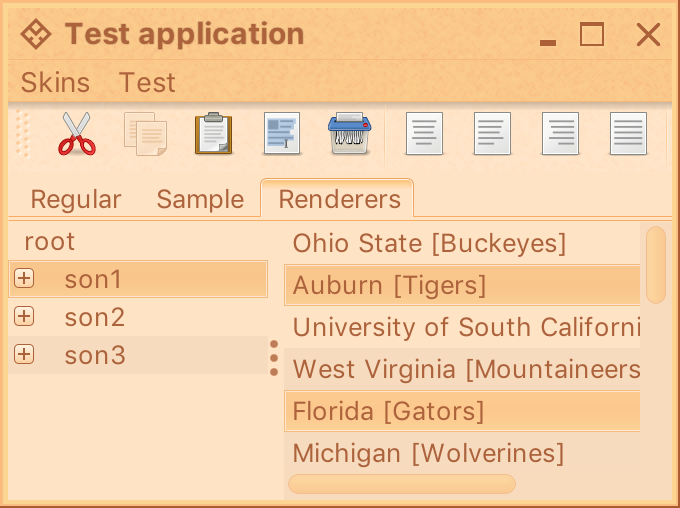 Test application
Skins Test
Regular Sample Renderers
root
son1
son2
son3
Ohio State [Buckeyes]
Auburn [Tigers]
University of South Californi
West Virginia [Mountaineers
Florida [Gators]
Michigan [Wolverines]